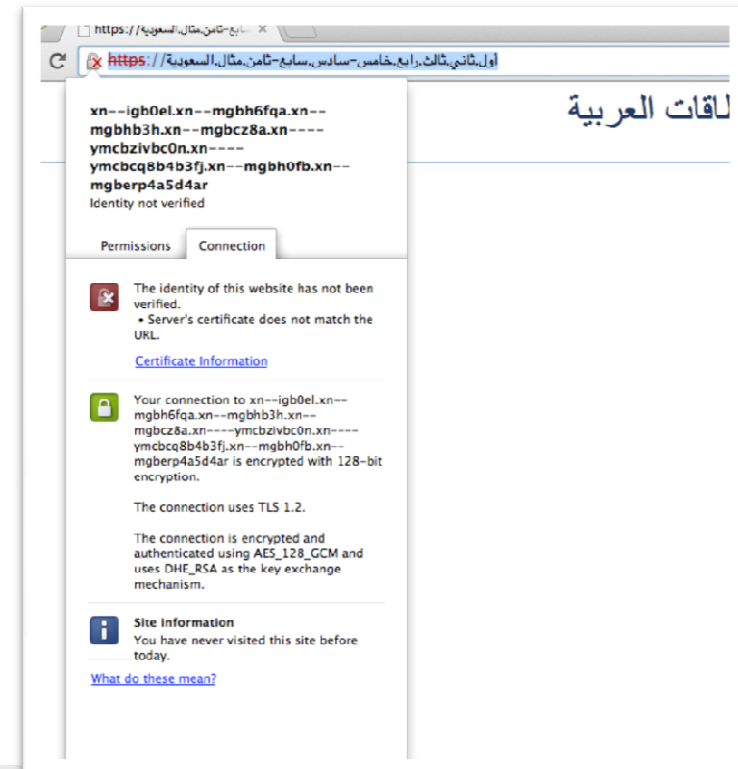 https://سابع-ثامن.مثال.السعودية ×
https://أول.ثاني.ثالث.رابع.خامس-سادس.سابع-ثامن.مثال.السعودية
العربية
xn--igb0el.xn--mgbh6fqa.xn--
mgbhb3h.xn--mgbcz8a.xn----
ymcbzivbc0n.xn----
ymcbcq8b4b3fj.xn--mgbh0fb.xn--
mgberp4a5d4ar
Identity not verified
Permissions Connection
The identity of this website has not been
verified.
• Server's certificate does not match the
URL.
Certificate Information
Your connection to xn--igb0el.xn--
mgbh6fqa.xn--mgbhb3h.xn--
mgbcz8a.xn----ymcbzivbc0n.xn----
ymcbcq8b4b3fj.xn--mgbh0fb.xn--
mgberp4a5d4ar is encrypted with 128-bit
encryption.
The connection uses TLS 1.2.
The connection is encrypted and
authenticated using AES_128_GCM and
uses DHE_RSA as the key exchange
mechanism.
Site information
You have never visited this site before
today.
What do these mean?